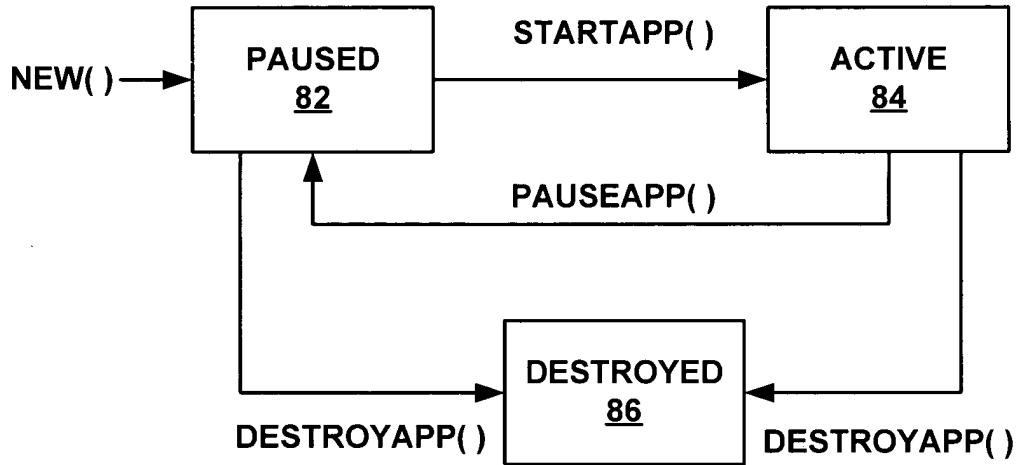 STARTAPP( )
NEW( )
PAUSED
82
ACTIVE
84
PAUSEAPP( )
DESTROYED
86
DESTROYAPP( )
DESTROYAPP( )